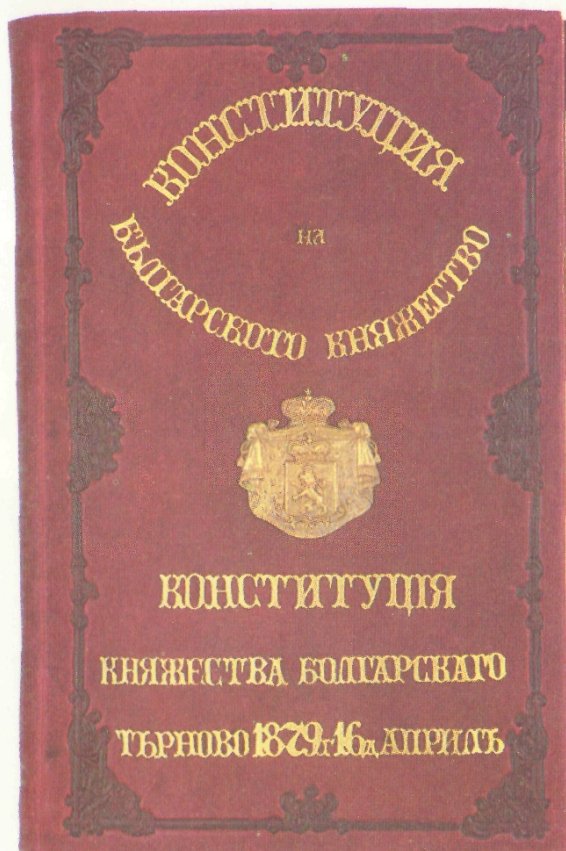 КОНСТИТУЦИЯ
НА
БЪЛГАРСКОТО КНЯЖЕСТВО
КОНСТИТУЦІЯ
КНЯЖЕСТВА БОЛГАРСКАГО
ТЪРНОВО 1879 г. 16 д. АПРИЛЪ